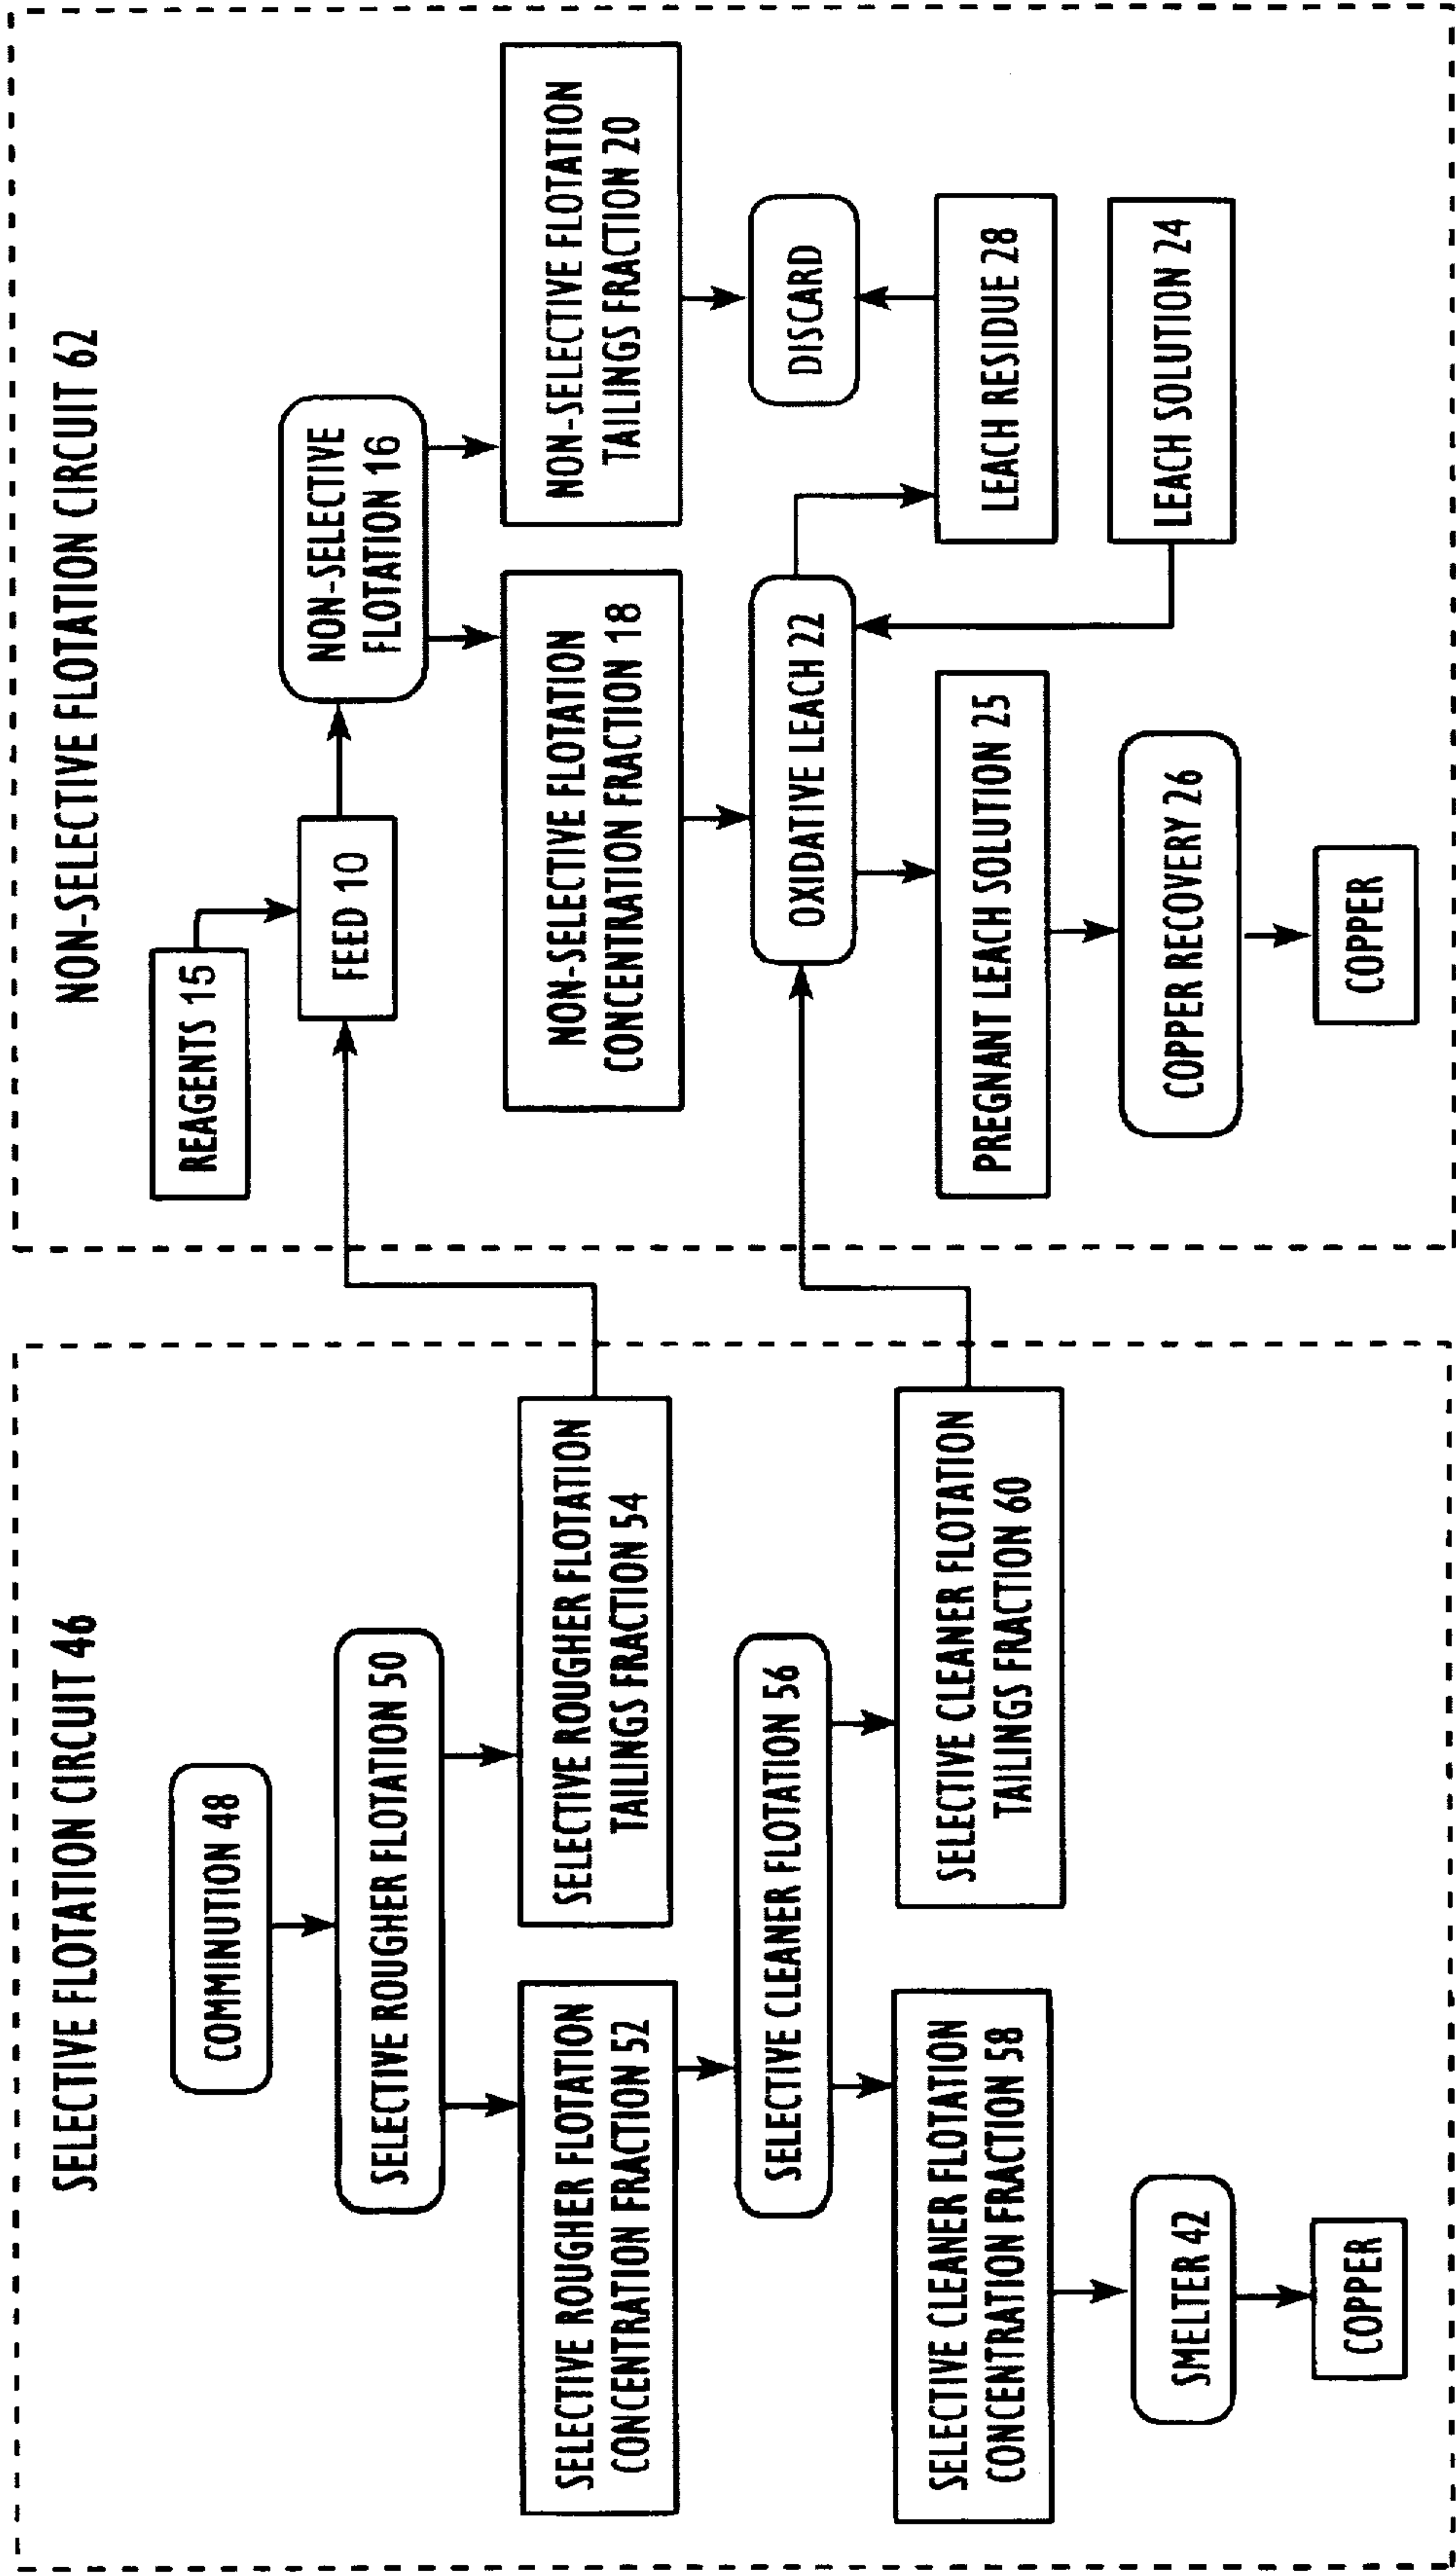 SELECTIVE FLOTATION CIRCUIT 46
COMMINUTION 48
SELECTIVE ROUGHER FLOTATION 50
SELECTIVE ROUGHER FLOTATION
CONCENTRATION FRACTION 52
SELECTIVE ROUGHER FLOTATION
TAILINGS FRACTION 54
SELECTIVE CLEANER FLOTATION 56
SELECTIVE CLEANER FLOTATION
CONCENTRATION FRACTION 58
SELECTIVE CLEANER FLOTATION
TAILINGS FRACTION 60
SMELTER 42
COPPER
NON-SELECTIVE FLOTATION CIRCUIT 62
REAGENTS 15
FEED 10
NON-SELECTIVE
FLOTATION 16
NON-SELECTIVE FLOTATION
CONCENTRATION FRACTION 18
NON-SELECTIVE FLOTATION
TAILINGS FRACTION 20
OXIDATIVE LEACH 22
DISCARD
PREGNANT LEACH SOLUTION 25
LEACH RESIDUE 28
COPPER RECOVERY 26
LEACH SOLUTION 24
COPPER